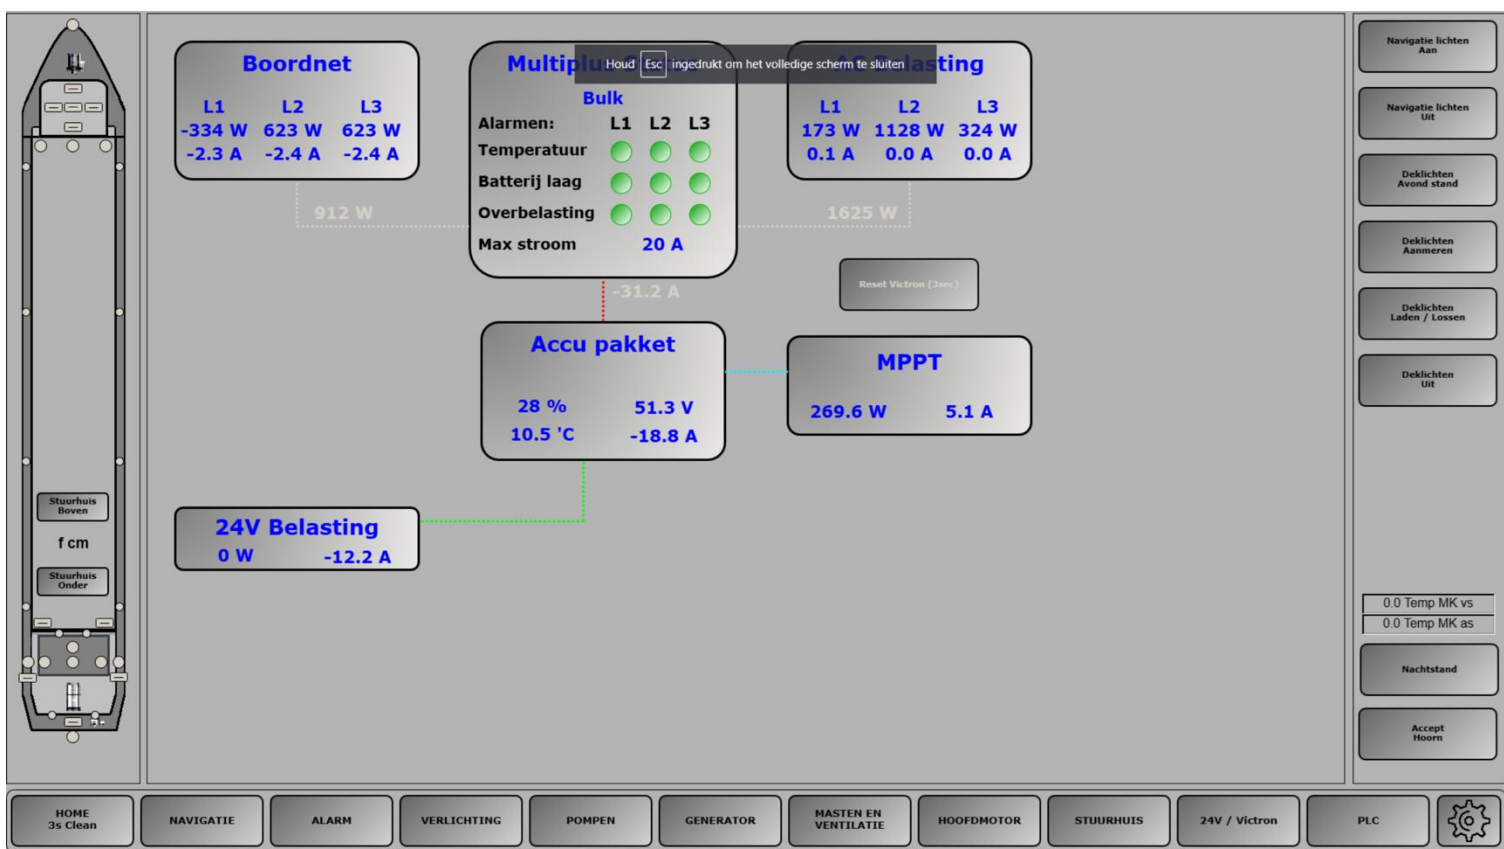 Boordnet
L1 L2 L3
-334 W 623 W 623 W
-2.3 A -2.4 A -2.4 A
912 W
Houd Esc ingedrukt om het volledige scherm te sluiten
Bulk
Alarmen: L1 L2 L3
Temperatuur
Batterij laag
Overbelasting
Max stroom 20 A
L1 L2 L3
173 W 1128 W 324 W
0.1 A 0.0 A 0.0 A
1625 W
Reset Victron (3sec)
-31.2 A
Accu pakket
28 % 51.3 V
10.5 'C -18.8 A
MPPT
269.6 W 5.1 A
24V Belasting
0 W -12.2 A
Stuurhuis
Boven
f cm
Stuurhuis
Onder
Navigatie lichten
Aan
Navigatie lichten
Uit
Deklichten
Avond stand
Deklichten
Aanmeren
Deklichten
Laden / Lossen
Deklichten
Uit
0.0 Temp MK vs
0.0 Temp MK as
Nachtstand
Accept
Hoorn
HOME
3s Clean
NAVIGATIE
ALARM
VERLICHTING
POMPEN
GENERATOR
MASTEN EN
VENTILATIE
HOOFDMOTOR
STUURHUIS
24V / Victron
PLC